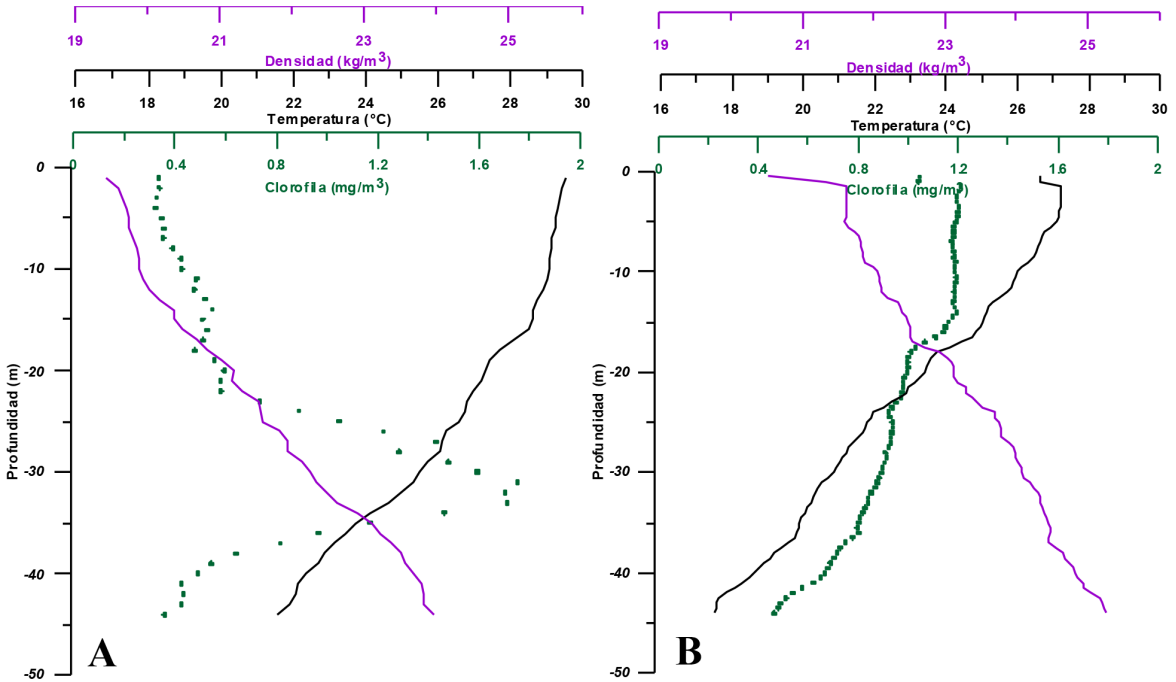 19 21 23 25
Densidad (kg/m3)
16 18 20 22 24 26 28 30
Temperatura (°C)
0 0.4 0.8 1.2 1.6 2
Clorofila (mg/m3)
0
-10
-20
-30
-40
-50
Profundidad (m)
A
19 21 23 25
Densidad (kg/m3)
16 18 20 22 24 26 28 30
Temperatura (°C)
0 0.4 0.8 1.2 1.6 2
Clorofila (mg/m3)
0
-10
-20
-30
-40
-50
Profundidad (m)
B